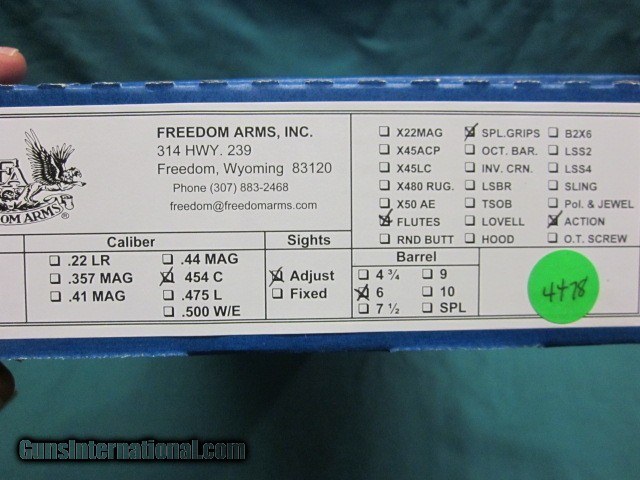 FA
DOM ARMS
®
FREEDOM ARMS, INC.
314 HWY. 239
Freedom, Wyoming 83120
Phone (307) 883-2468
freedom@freedomarms.com
X22MAG
X45ACP
X45LC
X480 RUG.
X50 AE
FLUTES
RND BUTT
SPL.GRIPS
OCT. BAR.
INV. CRN.
LSBR
TSOB
LOVELL
HOOD
B2X6
LSS2
LSS4
SLING
Pol. & JEWEL
ACTION
O.T. SCREW
Caliber
.22 LR
.357 MAG
.41 MAG
.44 MAG
454 C
.475 L
.500 W/E
Sights
Adjust
Fixed
Barrel
4 ¾
6
7 ½
9
10
SPL
4478
GunsInternational.com